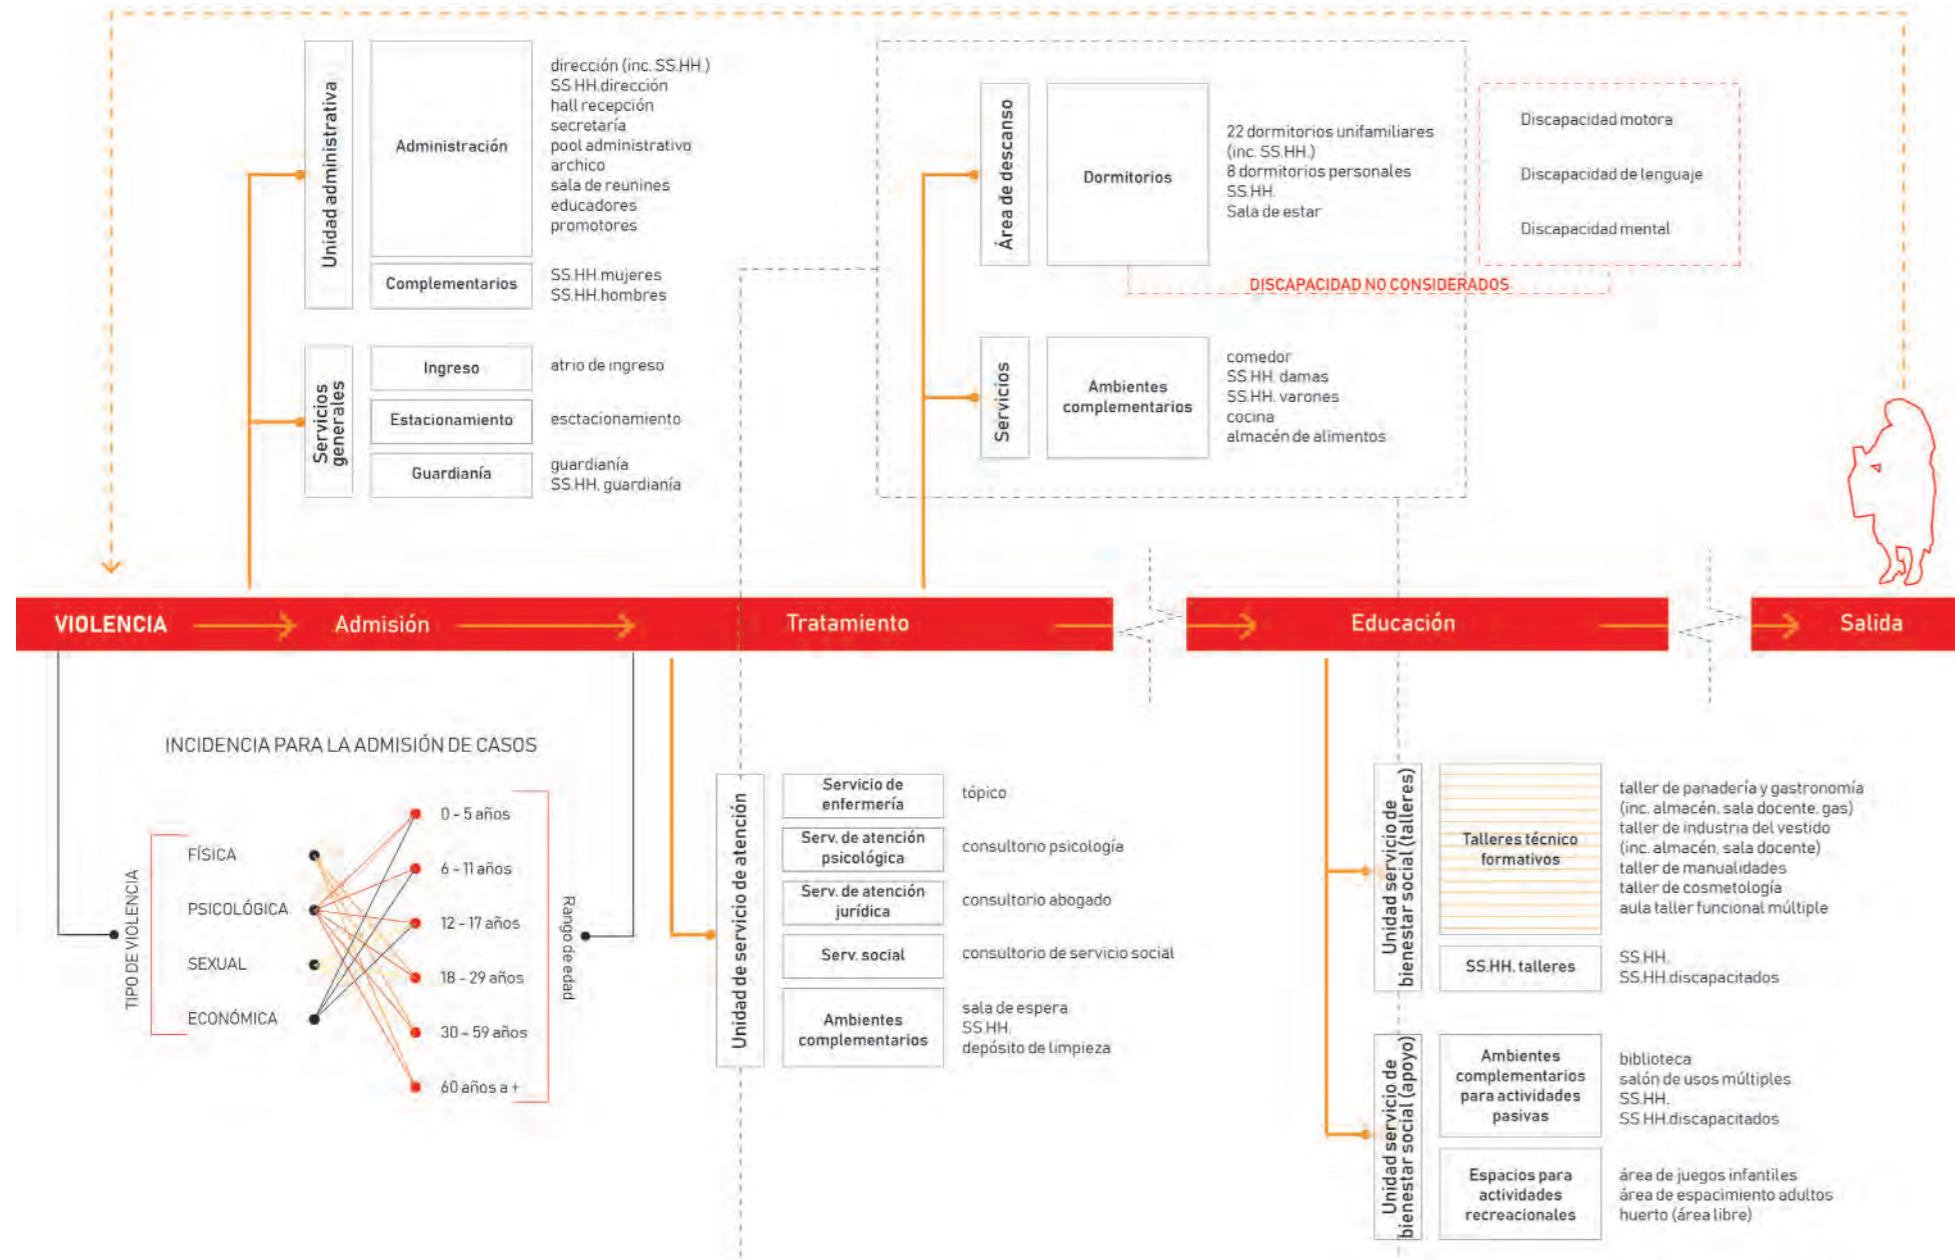 Unidad administrativa
Administración
dirección (inc. SS.HH.)
SS.HH.dirección
hall recepción
secretaría
pool administrativo
archico
sala de reunines
educadores
promotores
Complementarios
SS.HH.mujeres
SS.HH.hombres
Servicios
generales
Ingreso
atrio de ingreso
Estacionamiento
esctacionamiento
Guardianía
guardianía
SS.HH. guardianía
Área de descanso
Dormitorios
22 dormitorios unifamiliares
(inc. SS.HH.)
8 dormitorios personales
SS.HH.
Sala de estar
Discapacidad motora
Discapacidad de lenguaje
Discapacidad mental
DISCAPACIDAD NO CONSIDERADOS
Servicios
Ambientes
complementarios
comedor
SS.HH. damas
SS.HH. varones
cocina
almacén de alimentos
VIOLENCIA
Admisión
Tratamiento
Educación
Salida
INCIDENCIA PARA LA ADMISIÓN DE CASOS
TIPO DE VIOLENCIA
FÍSICA
PSICOLÓGICA
SEXUAL
ECONÓMICA
0 - 5 años
6 - 11 años
12 - 17 años
18 - 29 años
30 - 59 años
60 años a +
Rango de edad
Unidad de servicio de atención
Servicio de
enfermería
tópico
Serv. de atención
psicológica
consultorio psicología
Serv. de atención
jurídica
consultorio abogado
Serv. social
consultorio de servicio social
Ambientes
complementarios
sala de espera
SS.HH.
depósito de limpieza
Unidad servicio de
bienestar social (talleres)
Talleres técnico
formativos
taller de panadería y gastronomía
(inc. almacén, sala docente, gas)
taller de industria del vestido
(inc. almacén, sala docente)
taller de manualidades
taller de cosmetología
aula taller funcional múltiple
SS.HH. talleres
SS.HH.
SS.HH.discapacitados
Unidad servicio de
bienestar social (apoyo)
Ambientes
complementarios
para actividades
pasivas
biblioteca
salón de usos múltiples
SS.HH.
SS.HH.discapacitados
Espacios para
actividades
recreacionales
área de juegos infantiles
área de espacimiento adultos
huerto (área libre)